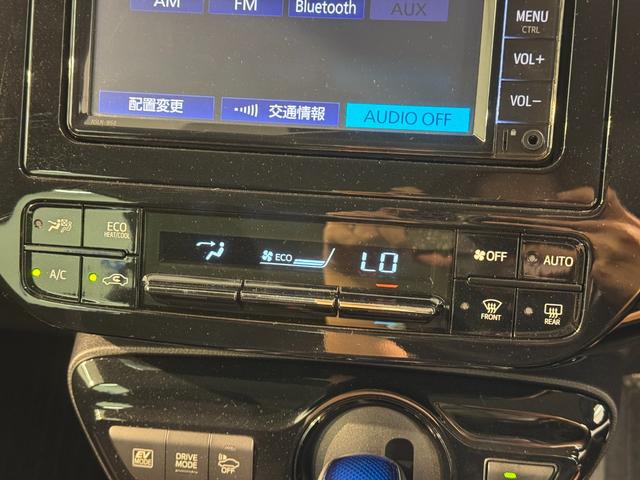 AM FM Bluetooth AUX
MENU
CTRL
VOL+
VOL−
配置変更 交通情報 AUDIO OFF
ECO
HEAT/COOL
A/C
ECO LO
OFF AUTO
FRONT
REAR
EV
MODE
DRIVE
MODE
OFF